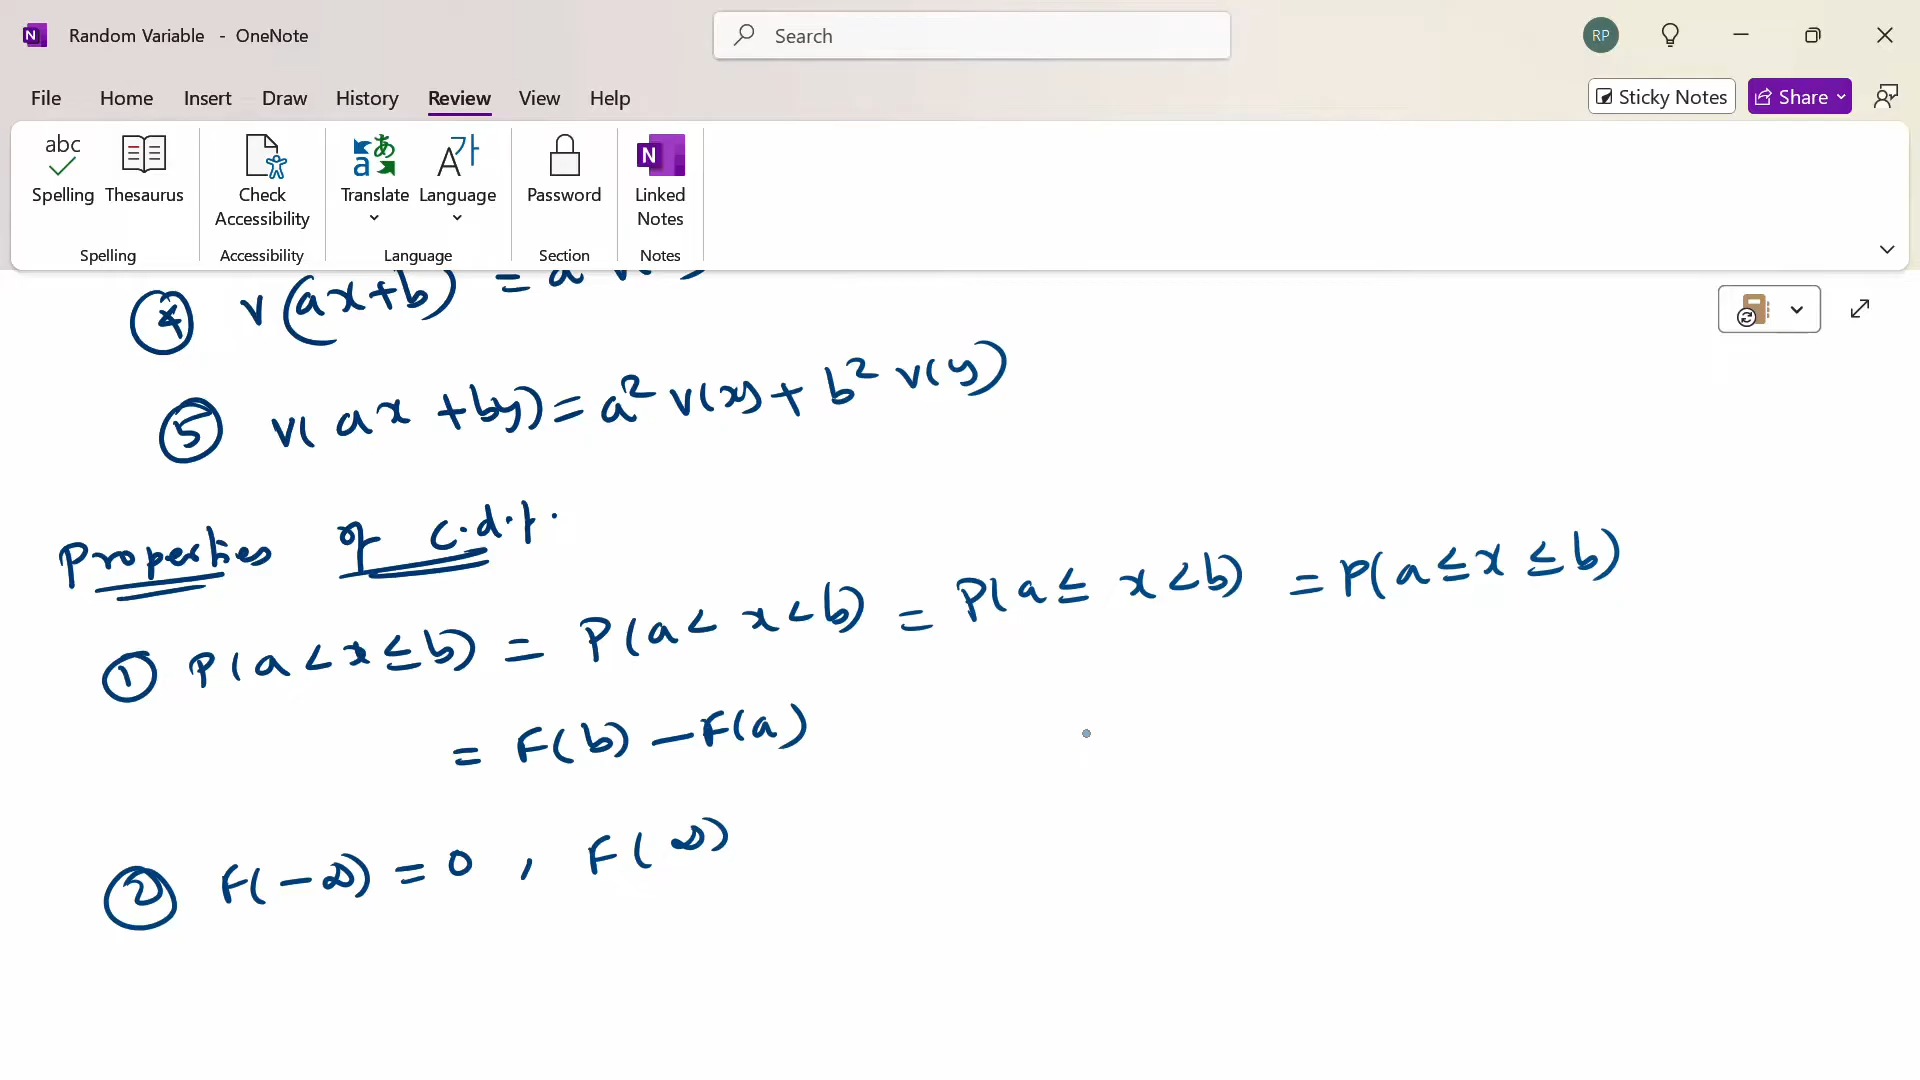 Random Variable - OneNote
Search
RP
File Home Insert Draw History Review View Help
Sticky Notes
Share
abc
Spelling
Thesaurus
Check Accessibility
Translate
Language
Password
Linked Notes
Spelling
Accessibility
Language
Section
Notes
④ V(ax+b) = a
⑤ V(ax +by) = a² V(x) + b² V(y)
Properties of c.d.f.
① P(a < x ≤ b) = P(a < x < b) = P(a ≤ x < b) = P(a ≤ x ≤ b)
= F(b) – F(a)
② F(-∞) = 0 , F(∞)